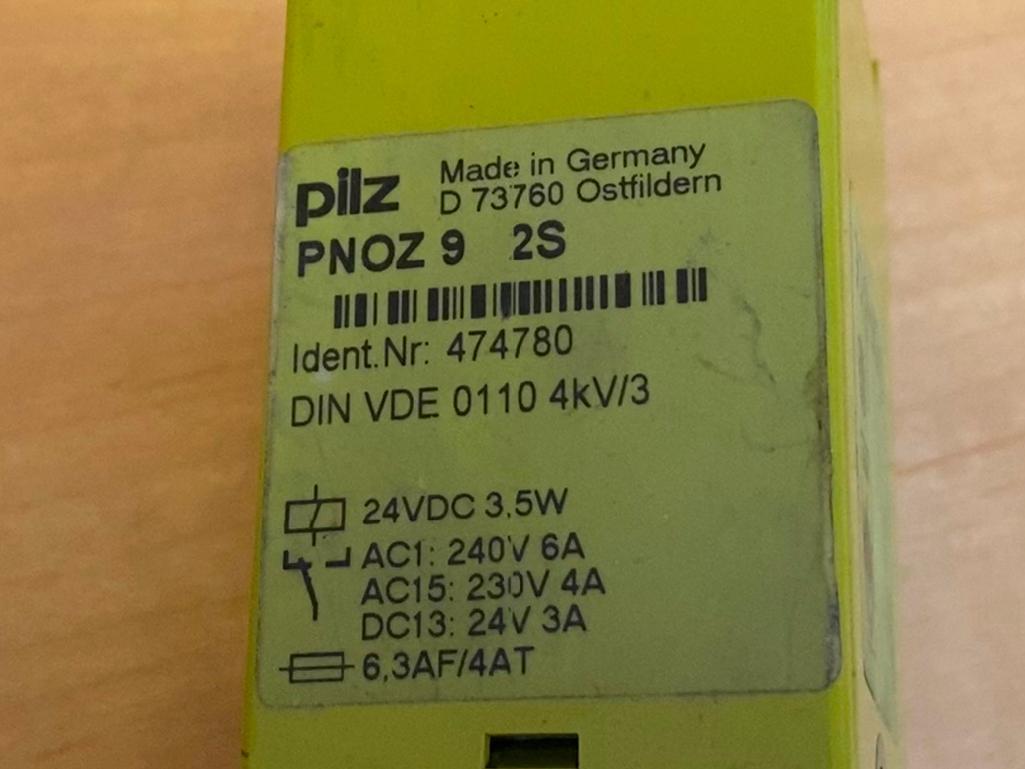 pilz
Made in Germany
D 73760 Ostfildern
PNOZ 9 2S
Ident.Nr: 474780
DIN VDE 0110 4kV/3
24VDC 3,5W
AC1: 240V 6A
AC15: 230V 4A
DC13: 24V 3A
6,3AF/4AT